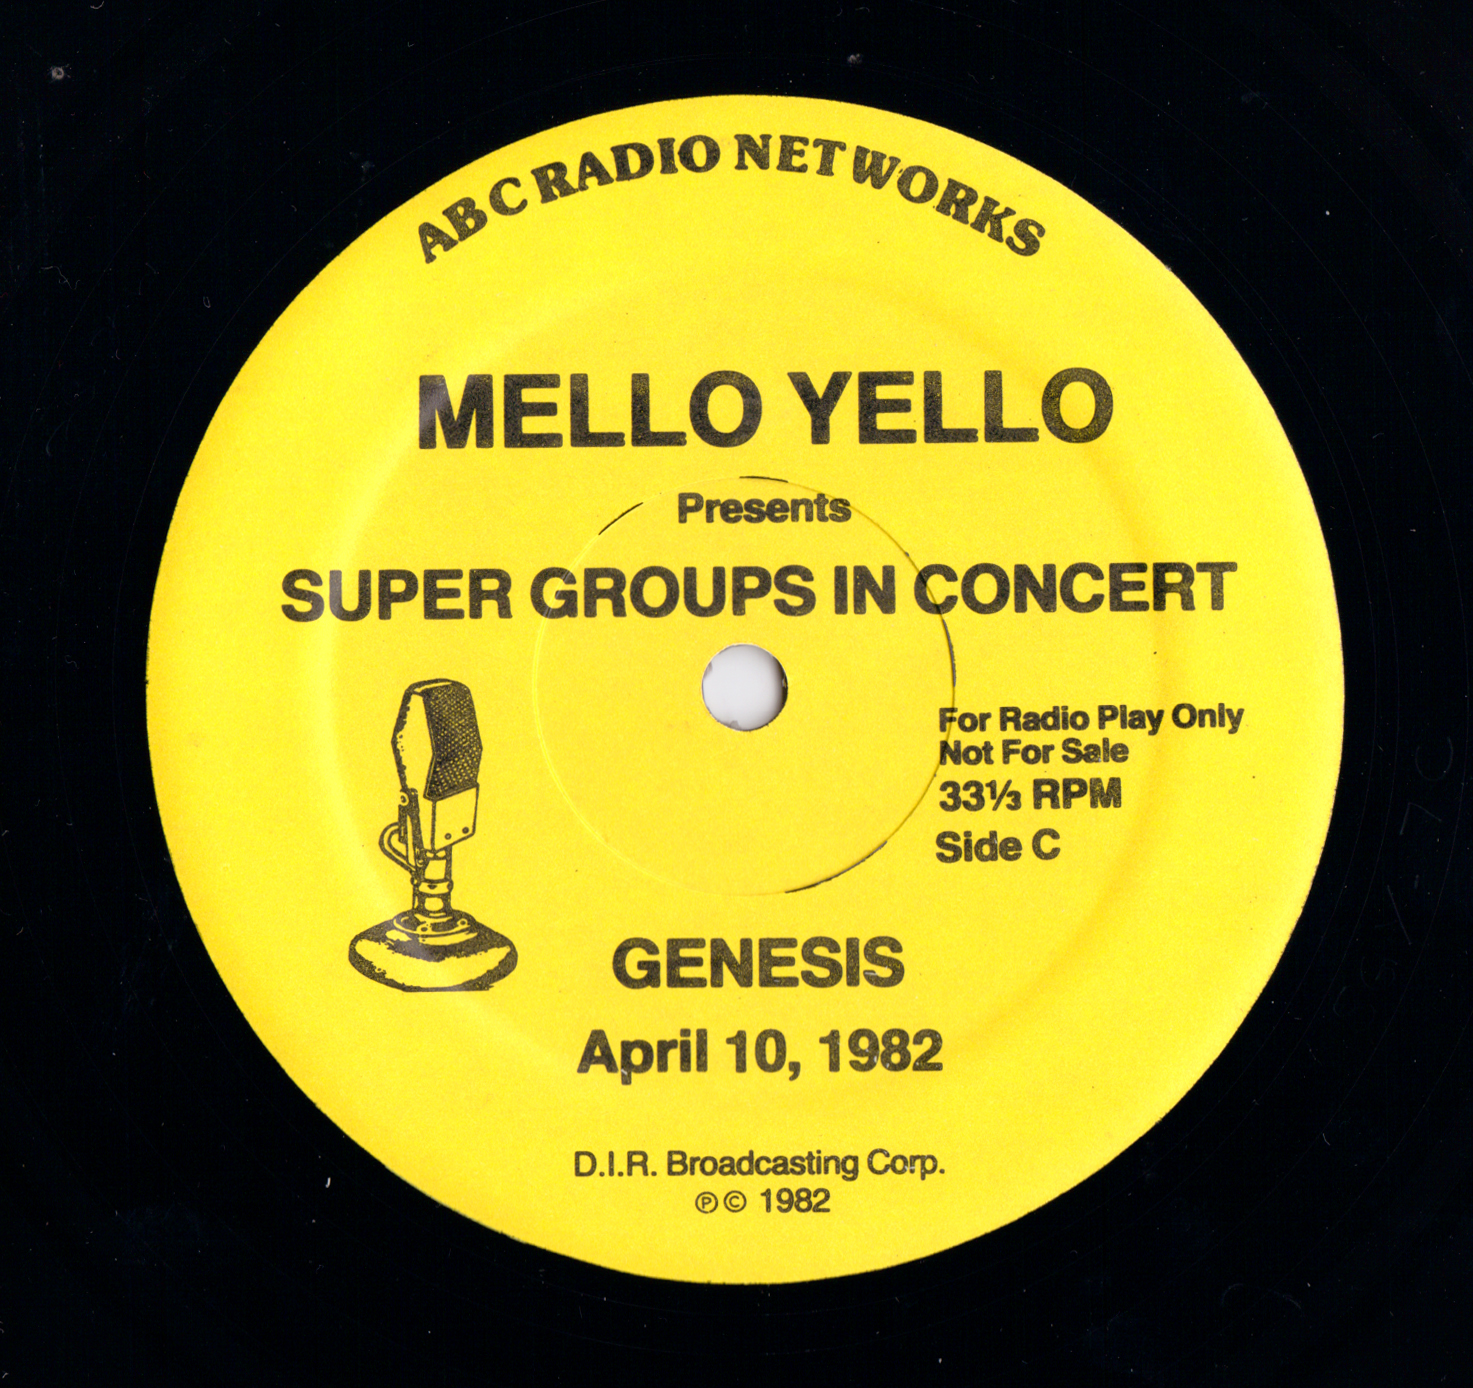 ABC RADIO NETWORKS
MELLO YELLO
Presents
SUPER GROUPS IN CONCERT
For Radio Play Only
Not For Sale
33⅓ RPM
Side C
GENESIS
April 10, 1982
D.I.R. Broadcasting Corp.
℗© 1982